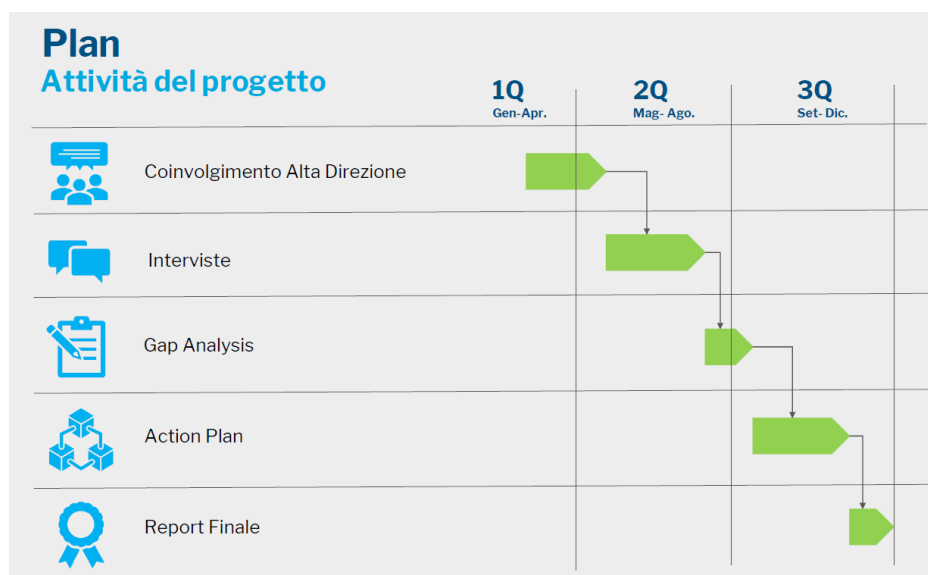 Plan
Attività del progetto
1Q
Gen-Apr.
2Q
Mag- Ago.
3Q
Set- Dic.
Coinvolgimento Alta Direzione
Interviste
Gap Analysis
Action Plan
Report Finale